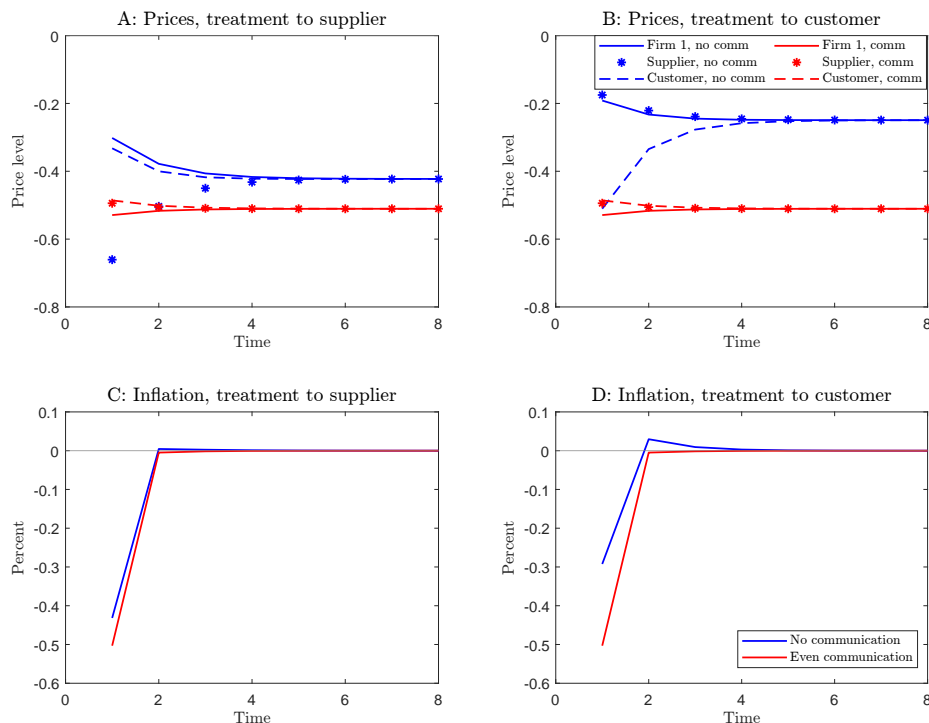 A: Prices, treatment to supplier
0
-0.2
-0.4
-0.6
-0.8
Price level
0 2 4 6 8
Time
B: Prices, treatment to customer
Firm 1, no comm
Supplier, no comm
Customer, no comm
Firm 1, comm
Supplier, comm
Customer, comm
0
-0.2
-0.4
-0.6
-0.8
Price level
0 2 4 6 8
Time
C: Inflation, treatment to supplier
0.1
0
-0.1
-0.2
-0.3
-0.4
-0.5
-0.6
Percent
0 2 4 6 8
Time
D: Inflation, treatment to customer
0.1
0
-0.1
-0.2
-0.3
-0.4
-0.5
-0.6
Percent
No communication
Even communication
0 2 4 6 8
Time